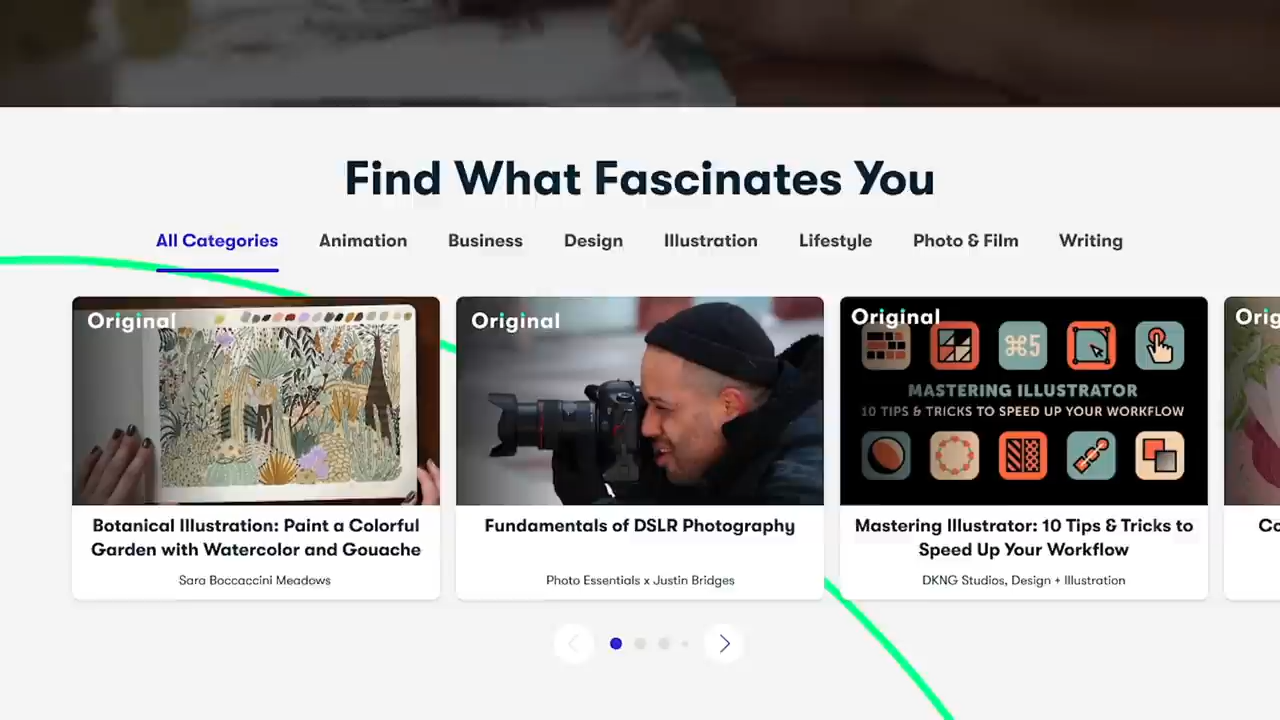 Find What Fascinates You
All Categories Animation Business Design Illustration Lifestyle Photo & Film Writing
Original
Original
Original
⌘5
MASTERING ILLUSTRATOR
10 TIPS & TRICKS TO SPEED UP YOUR WORKFLOW
Botanical Illustration: Paint a Colorful
Garden with Watercolor and Gouache
Sara Boccaccini Meadows
Fundamentals of DSLR Photography
Photo Essentials x Justin Bridges
Mastering Illustrator: 10 Tips & Tricks to
Speed Up Your Workflow
DKNG Studios, Design + Illustration
Orig
Co